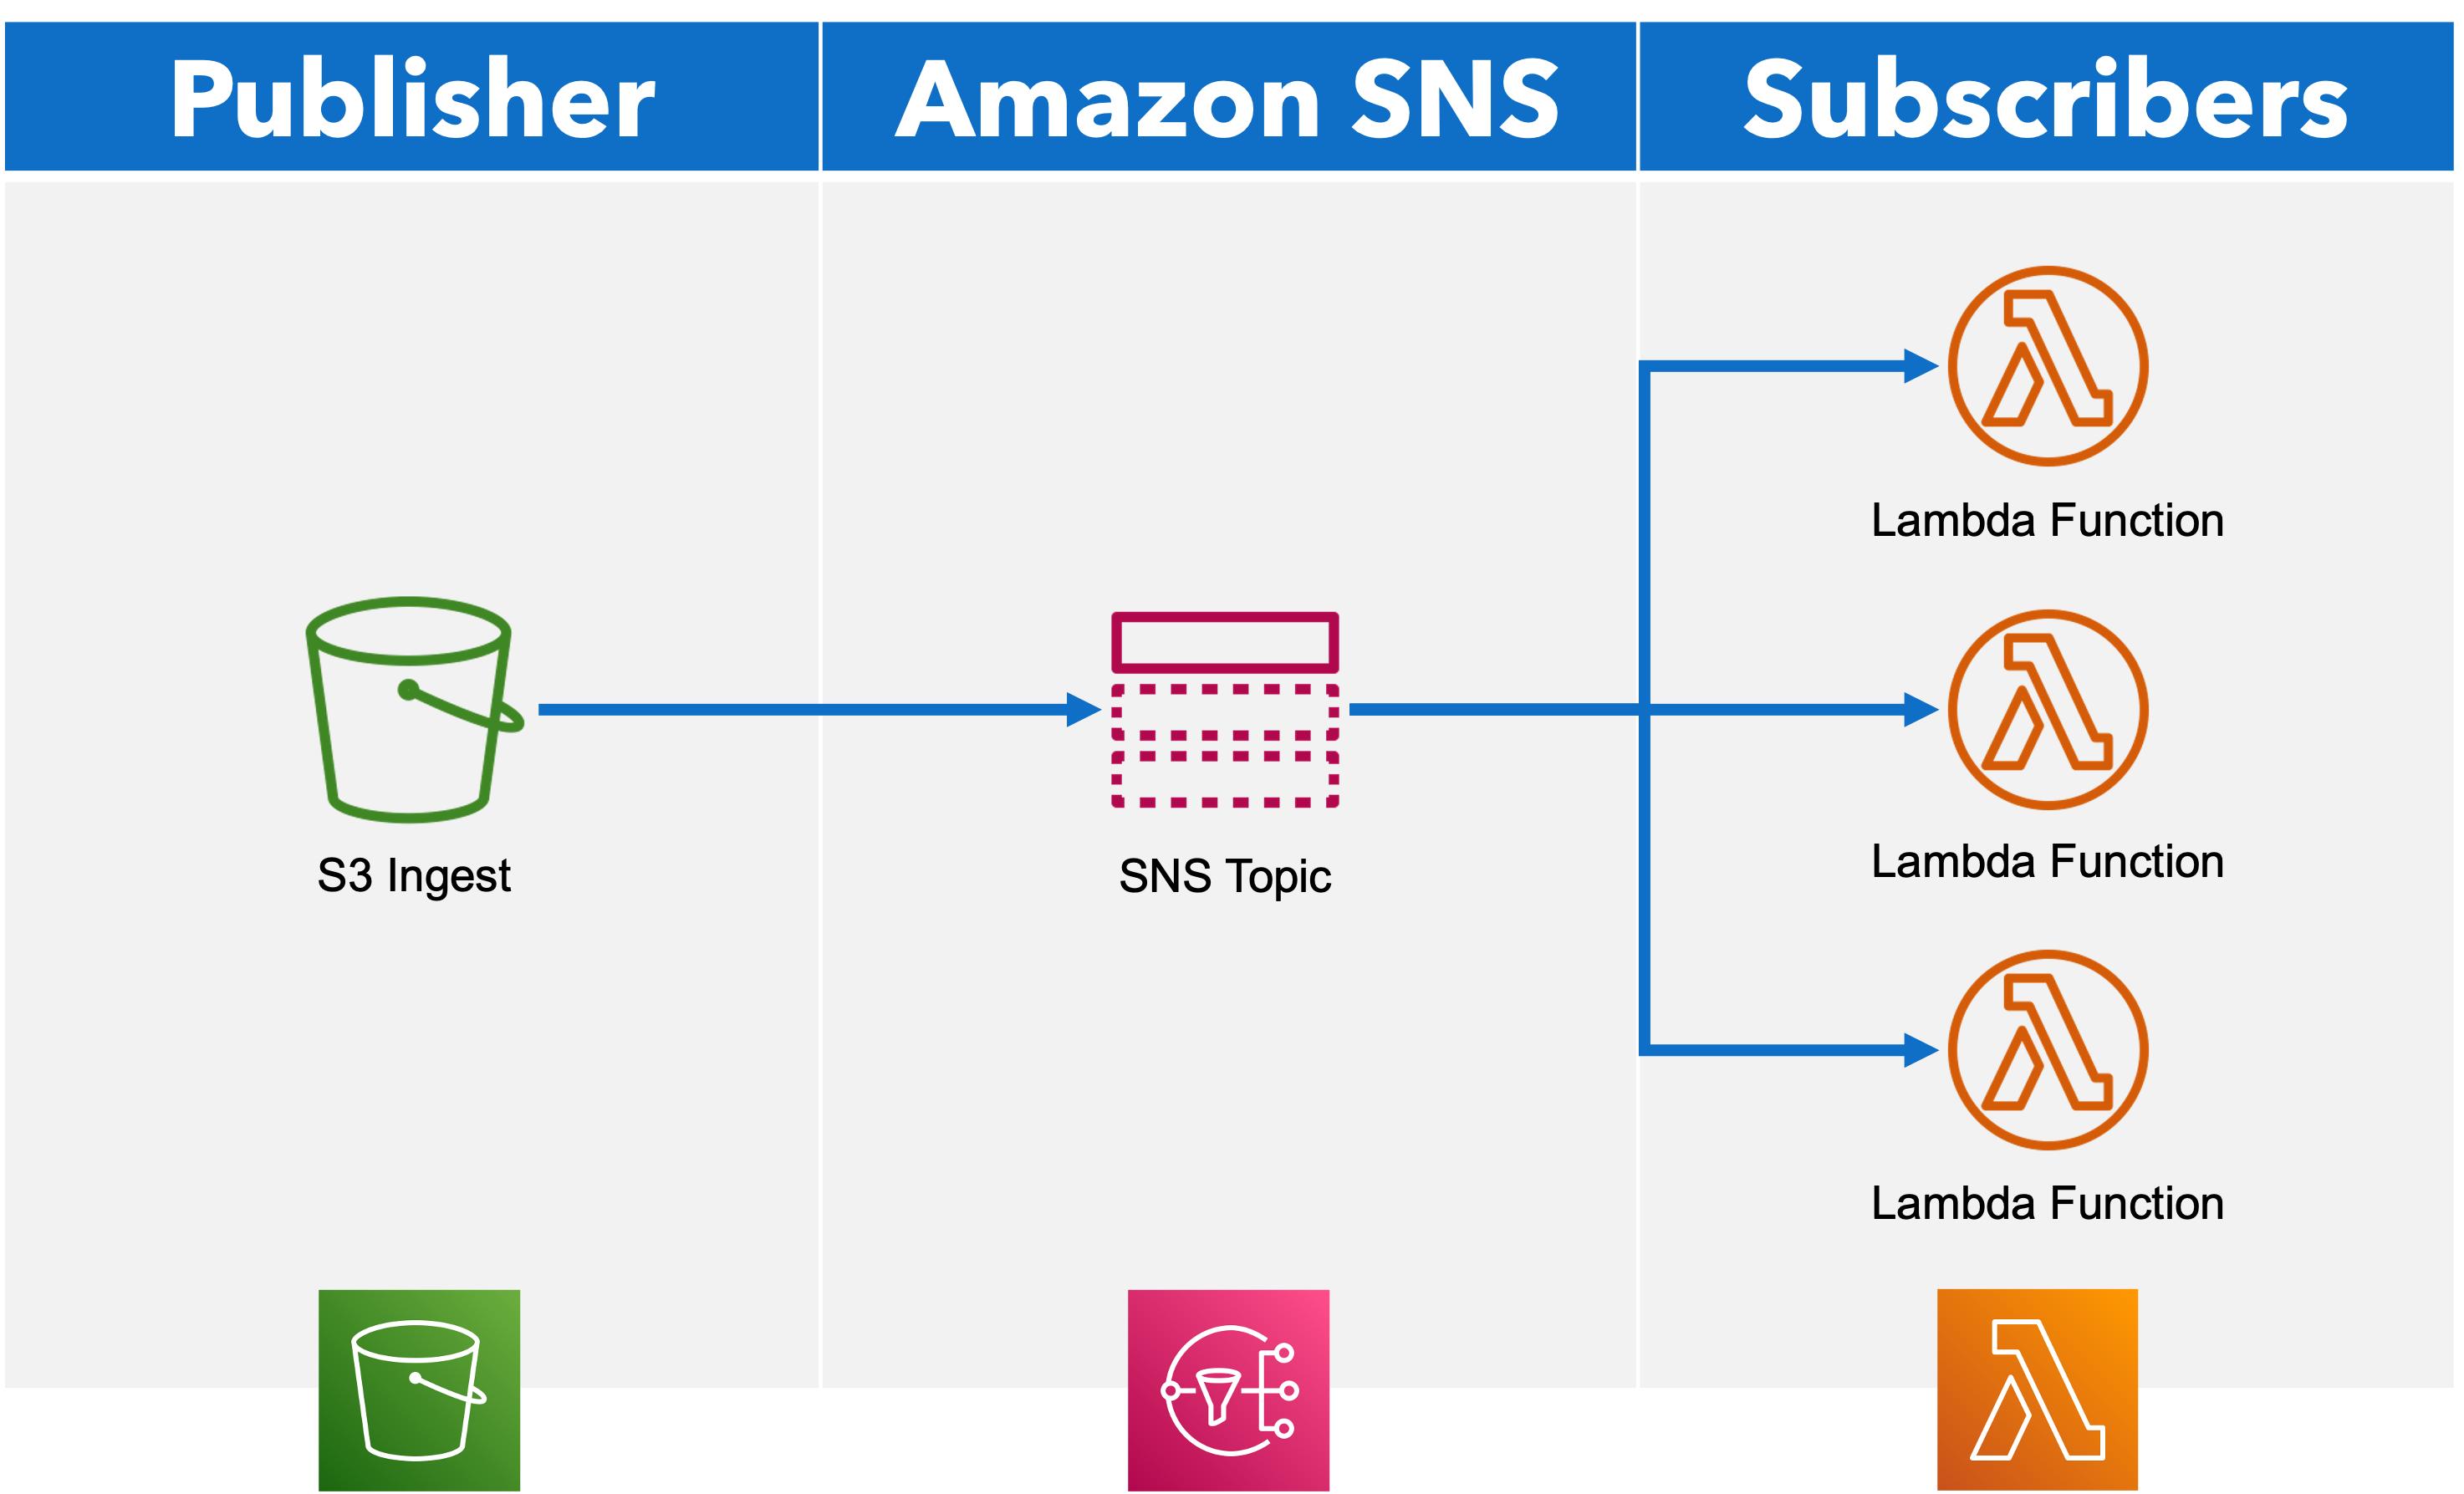 Publisher
Amazon SNS
Subscribers
Lambda Function
S3 Ingest
SNS Topic
Lambda Function
Lambda Function